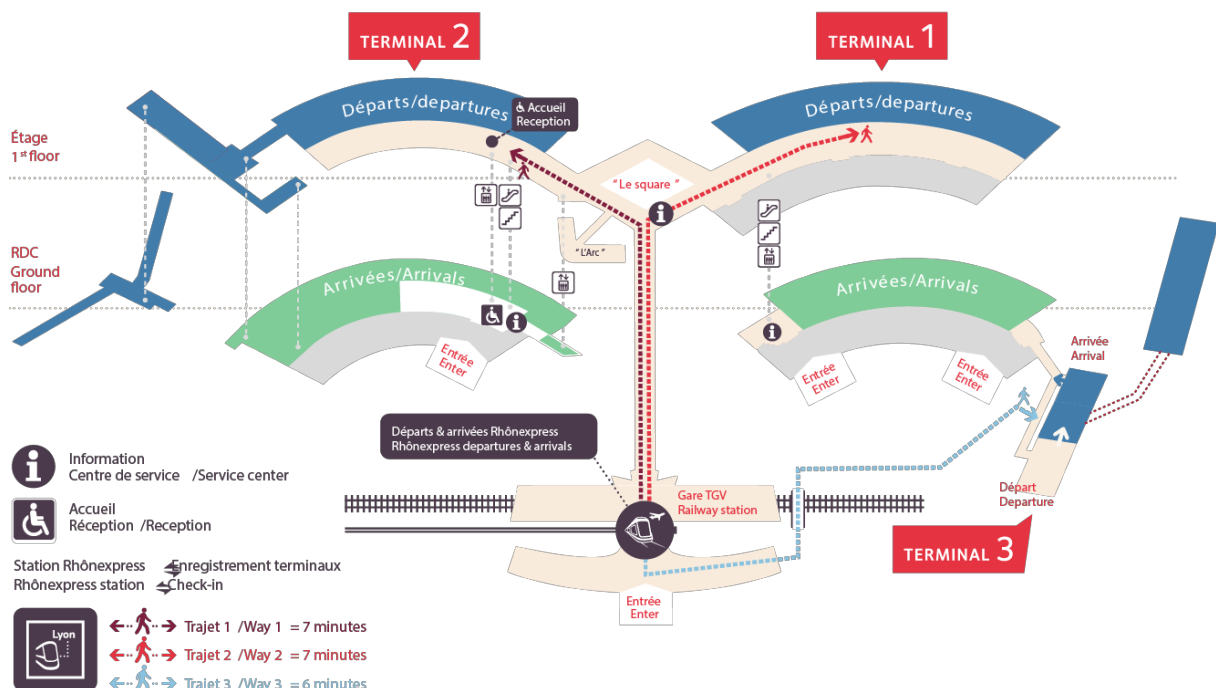 TERMINAL 2
TERMINAL 1
Départs/departures
Accueil
Reception
Départs/departures
Étage
1st floor
" Le square "
" L'Arc "
RDC
Ground
floor
Arrivées/Arrivals
Arrivées/Arrivals
Entrée
Enter
Entrée
Enter
Entrée
Enter
Arrivée
Arrival
Départs & arrivées Rhônexpress
Rhônexpress departures & arrivals
Information
Centre de service /Service center
Accueil
Réception /Reception
Gare TGV
Railway station
Départ
Departure
TERMINAL 3
Station Rhônexpress Enregistrement terminaux
Rhônexpress station Check-in
Entrée
Enter
Lyon
Trajet 1 /Way 1 = 7 minutes
Trajet 2 /Way 2 = 7 minutes
Trajet 3 /Way 3 = 6 minutes